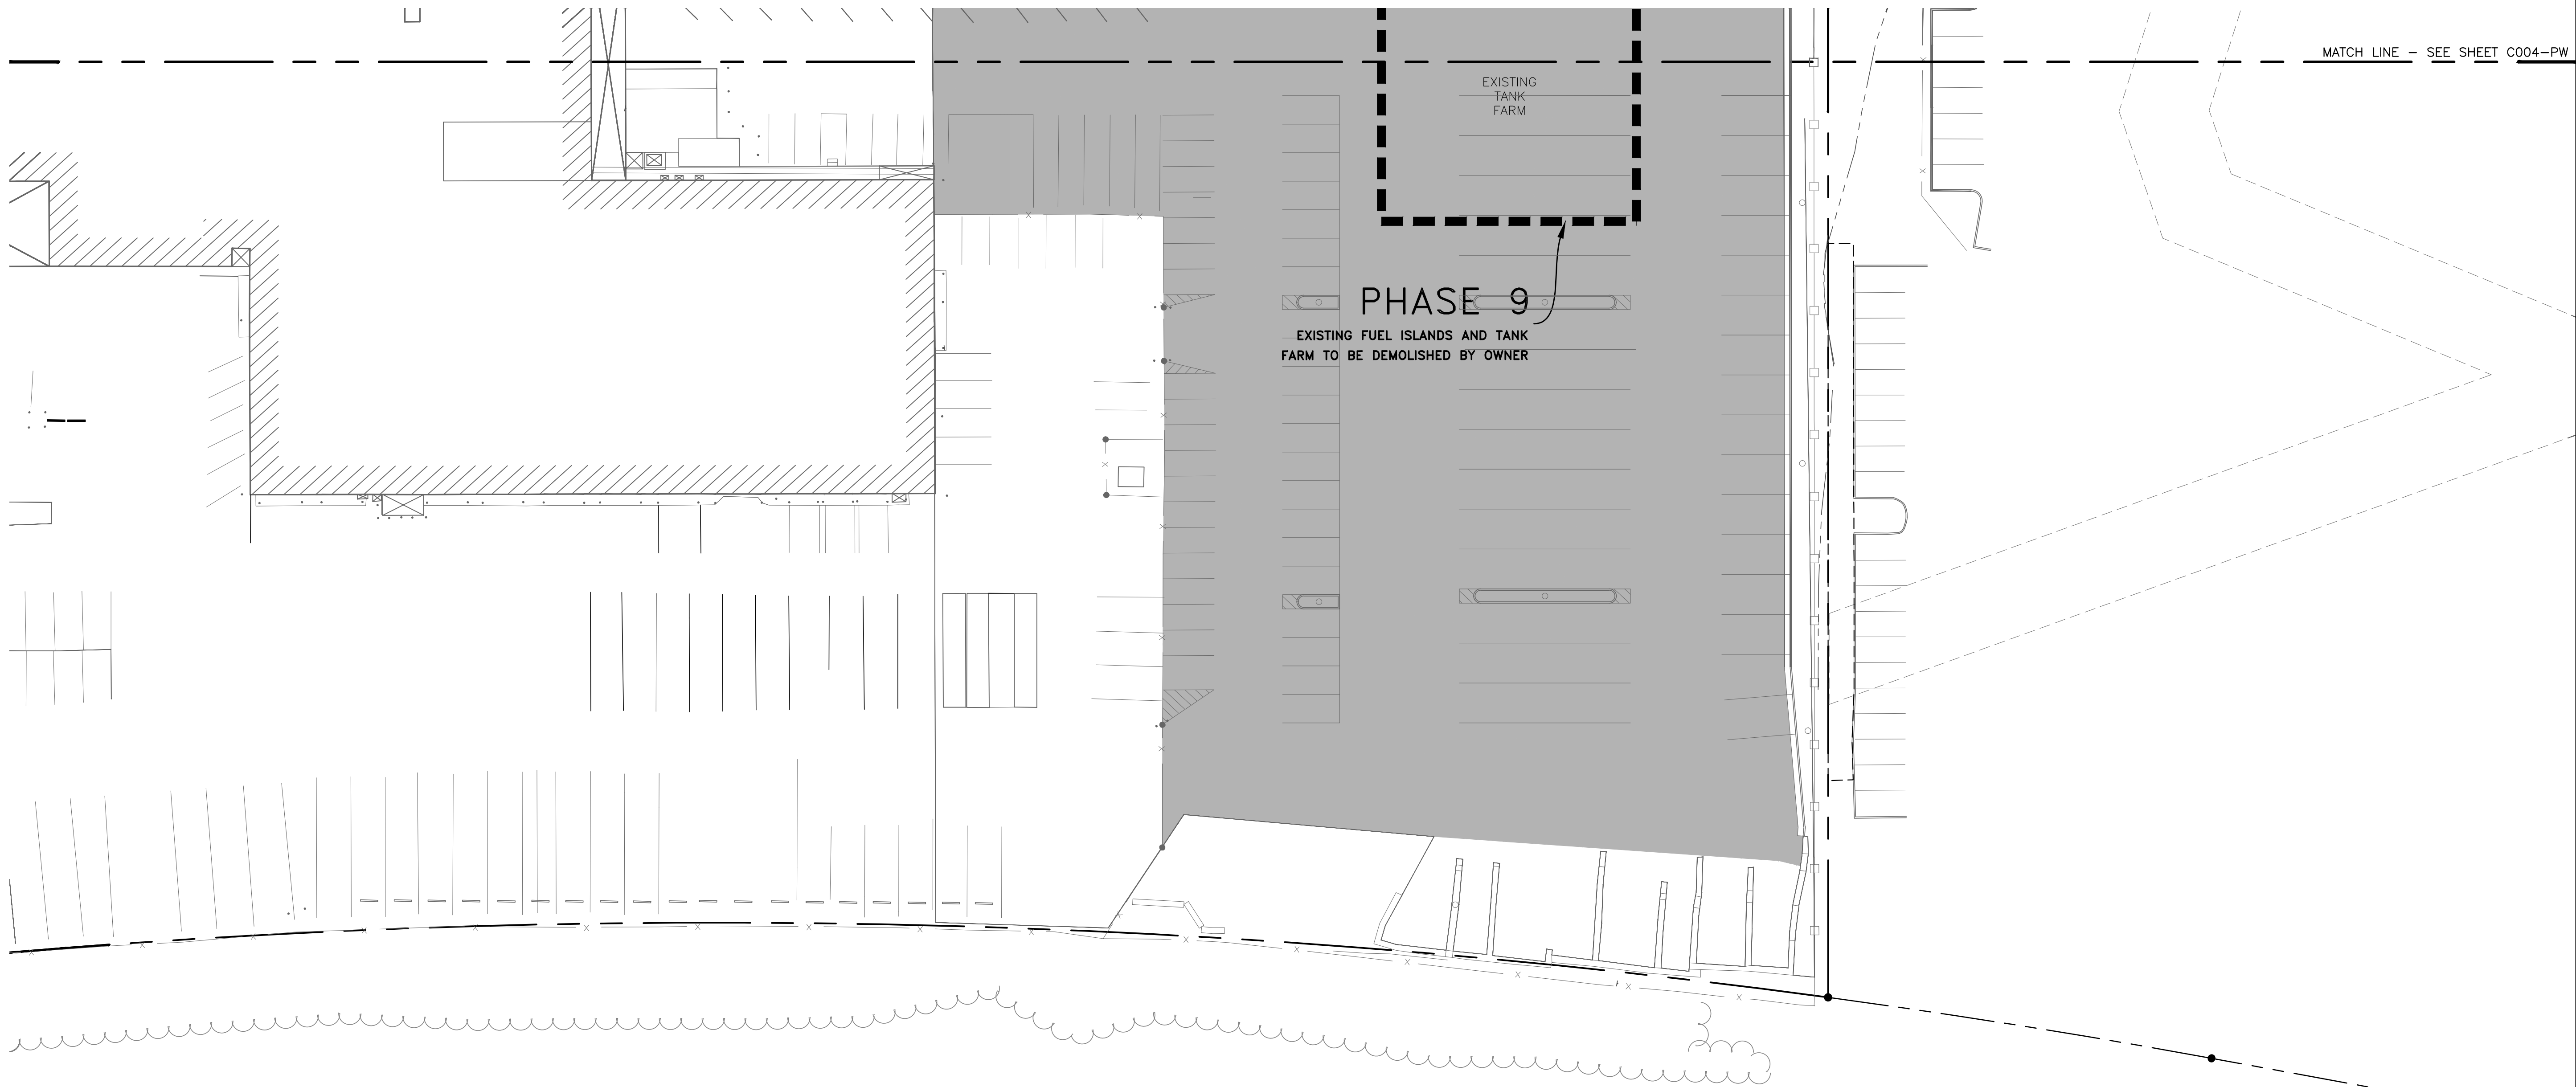 MATCH LINE – SEE SHEET C004–PW
EXISTING
TANK
FARM
PHASE 9
EXISTING FUEL ISLANDS AND TANK
FARM TO BE DEMOLISHED BY OWNER